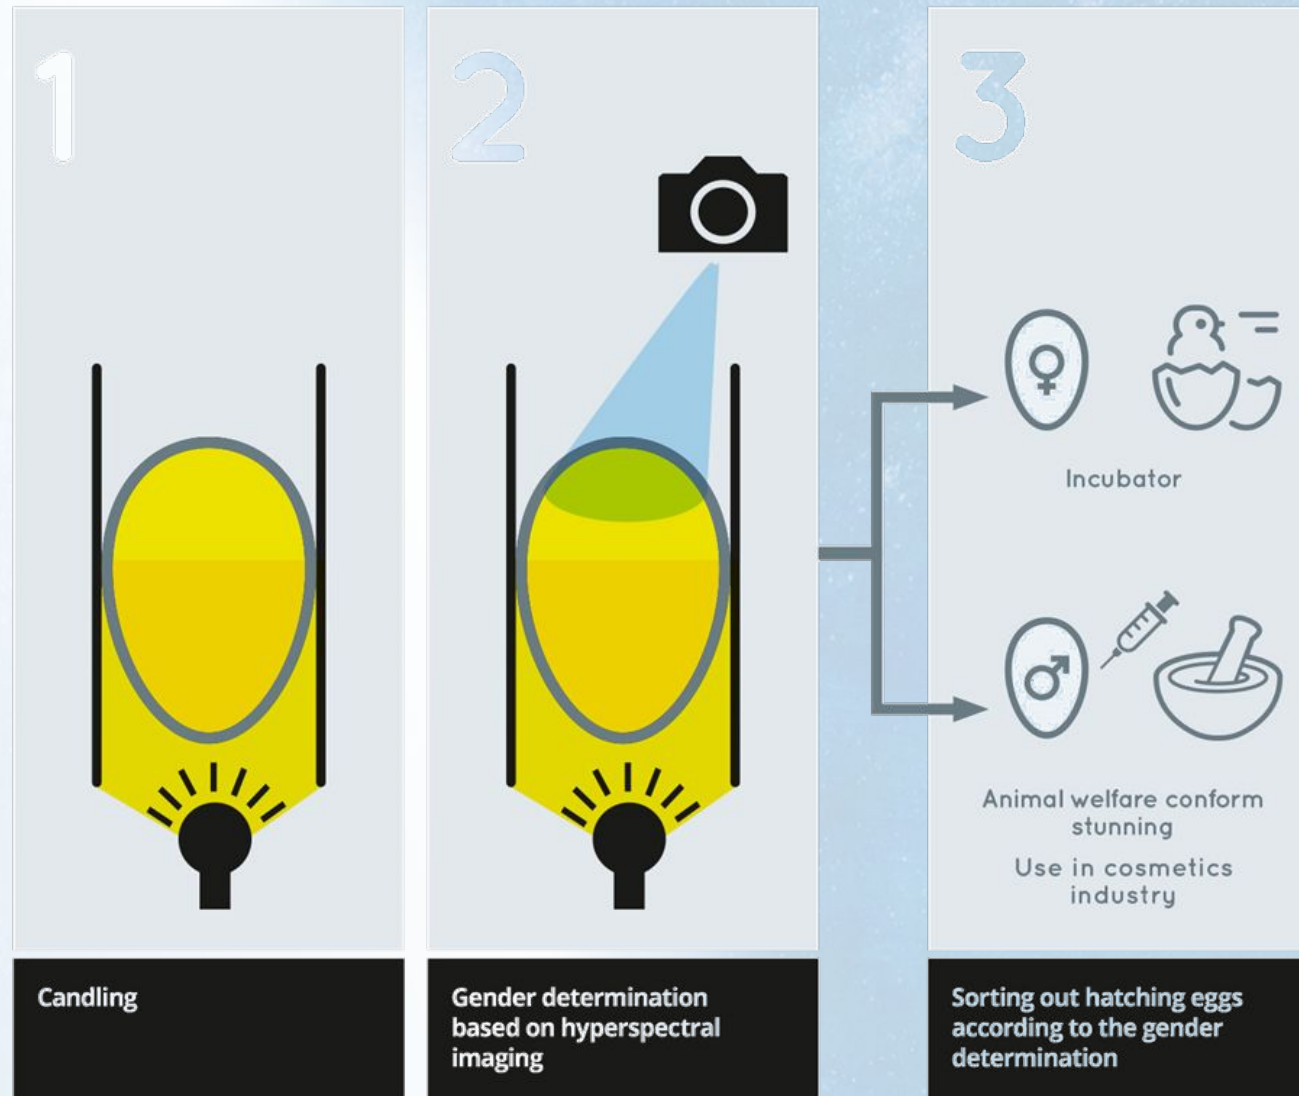 1
2
3
Incubator
Animal welfare conform
stunning
Use in cosmetics
industry
Candling
Gender determination
based on hyperspectral
imaging
Sorting out hatching eggs
according to the gender
determination